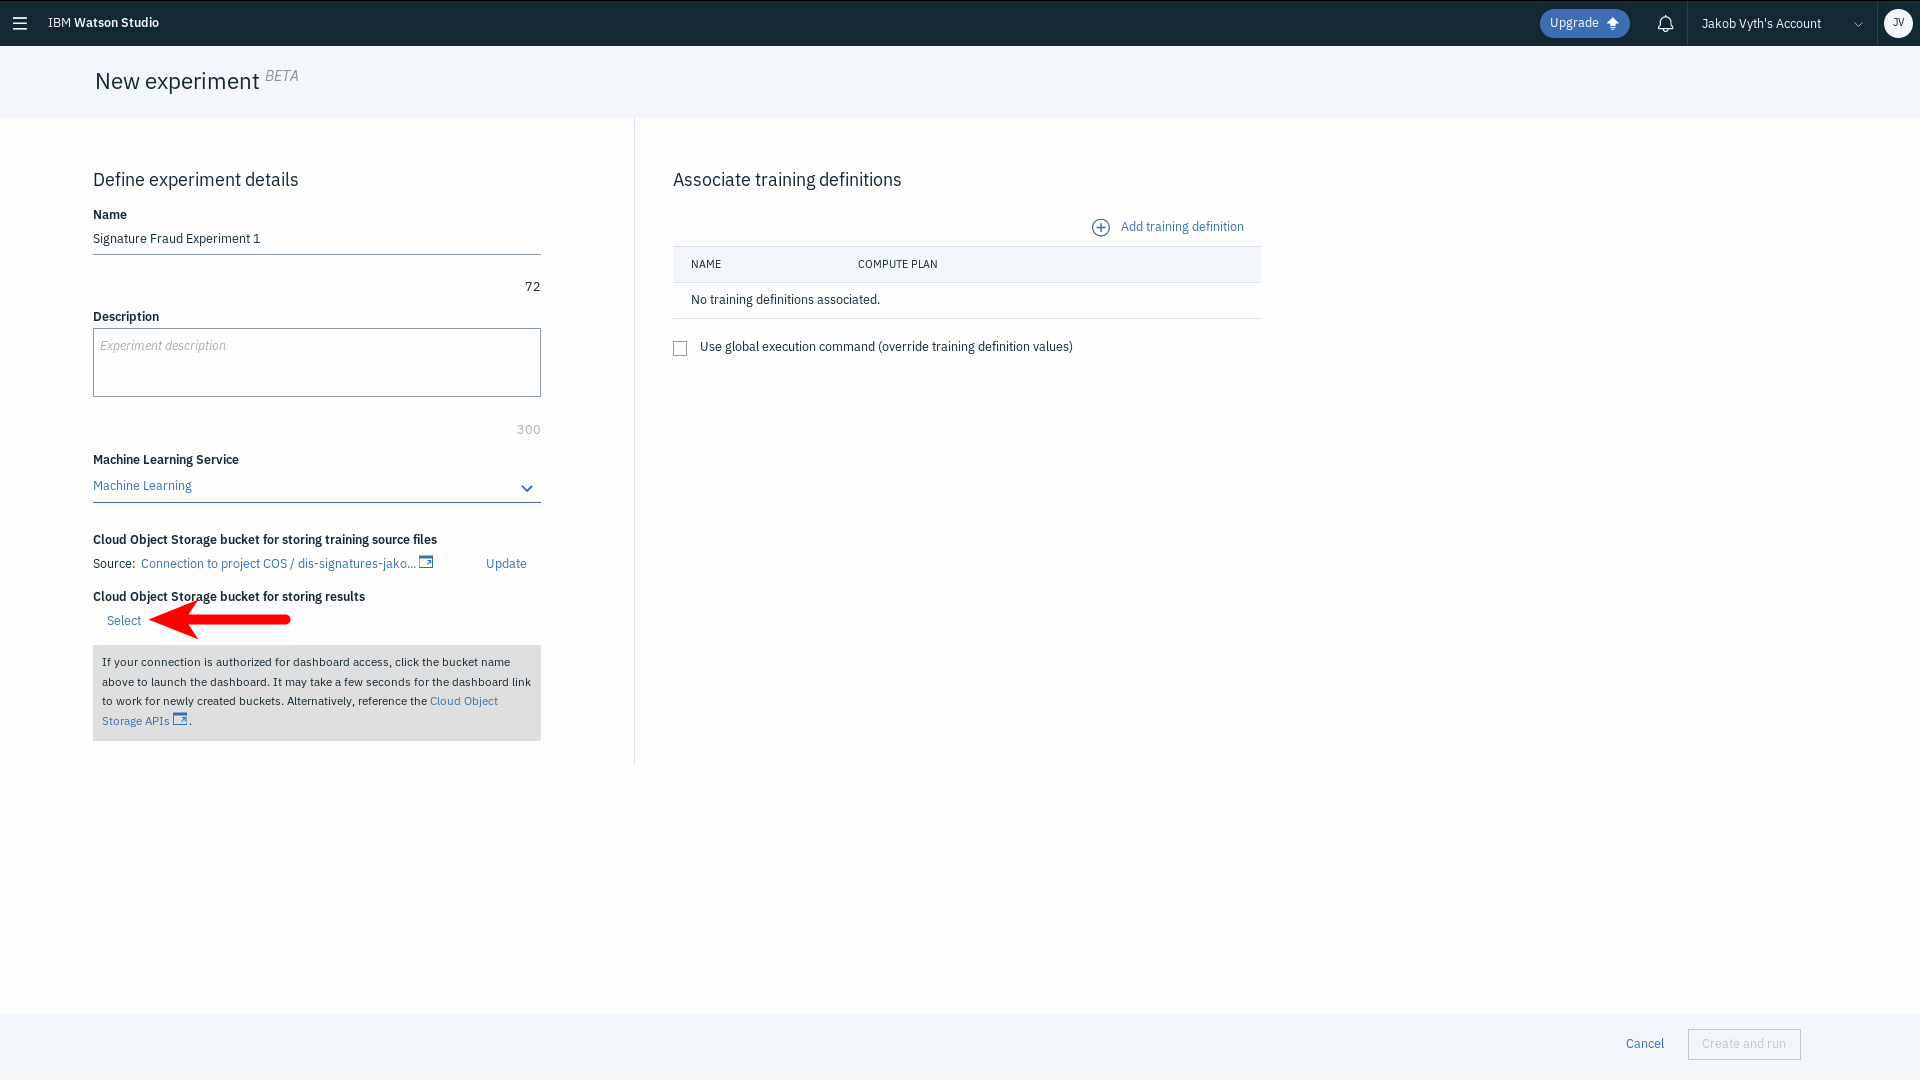 IBM Watson Studio
Upgrade
Jakob Vyth's Account
JV
New experiment BETA
Define experiment details
Name
Signature Fraud Experiment 1
72
Description
Experiment description
300
Machine Learning Service
Machine Learning
Cloud Object Storage bucket for storing training source files
Source: Connection to project COS / dis-signatures-jako... Update
Cloud Object Storage bucket for storing results
Select
If your connection is authorized for dashboard access, click the bucket name
above to launch the dashboard. It may take a few seconds for the dashboard link
to work for newly created buckets. Alternatively, reference the Cloud Object
Storage APIs .
Associate training definitions
Add training definition
NAME COMPUTE PLAN
No training definitions associated.
Use global execution command (override training definition values)
Cancel
Create and run